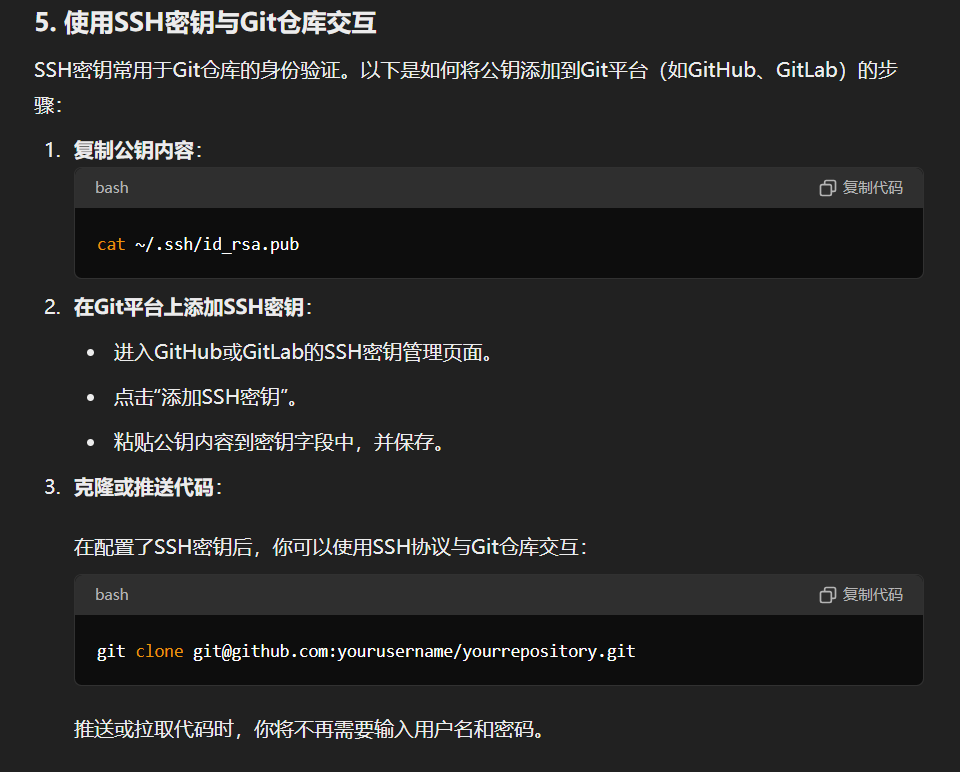 5. 使用SSH密钥与Git仓库交互
SSH密钥常用于Git仓库的身份验证。以下是如何将公钥添加到Git平台（如GitHub、GitLab）的步
骤：
1. 复制公钥内容：
bash 复制代码
cat ~/.ssh/id_rsa.pub
2. 在Git平台上添加SSH密钥：
• 进入GitHub或GitLab的SSH密钥管理页面。
• 点击“添加SSH密钥”。
• 粘贴公钥内容到密钥字段中，并保存。
3. 克隆或推送代码：
在配置了SSH密钥后，你可以使用SSH协议与Git仓库交互：
bash 复制代码
git clone git@github.com:yourusername/yourrepository.git
推送或拉取代码时，你将不再需要输入用户名和密码。